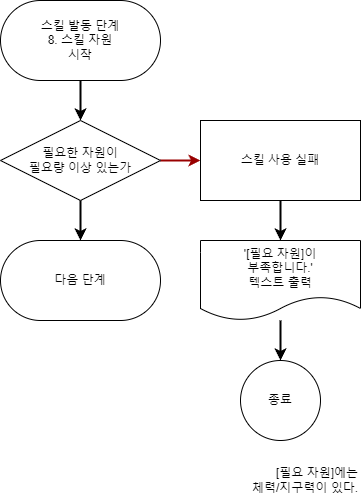 스킬 발동 단계
8. 스킬 자원
시작
필요한 자원이
필요량 이상 있는가
스킬 사용 실패
다음 단계
'[필요 자원]이
부족합니다.'
텍스트 출력
종료
[필요 자원]에는
체력/지구력이 있다.